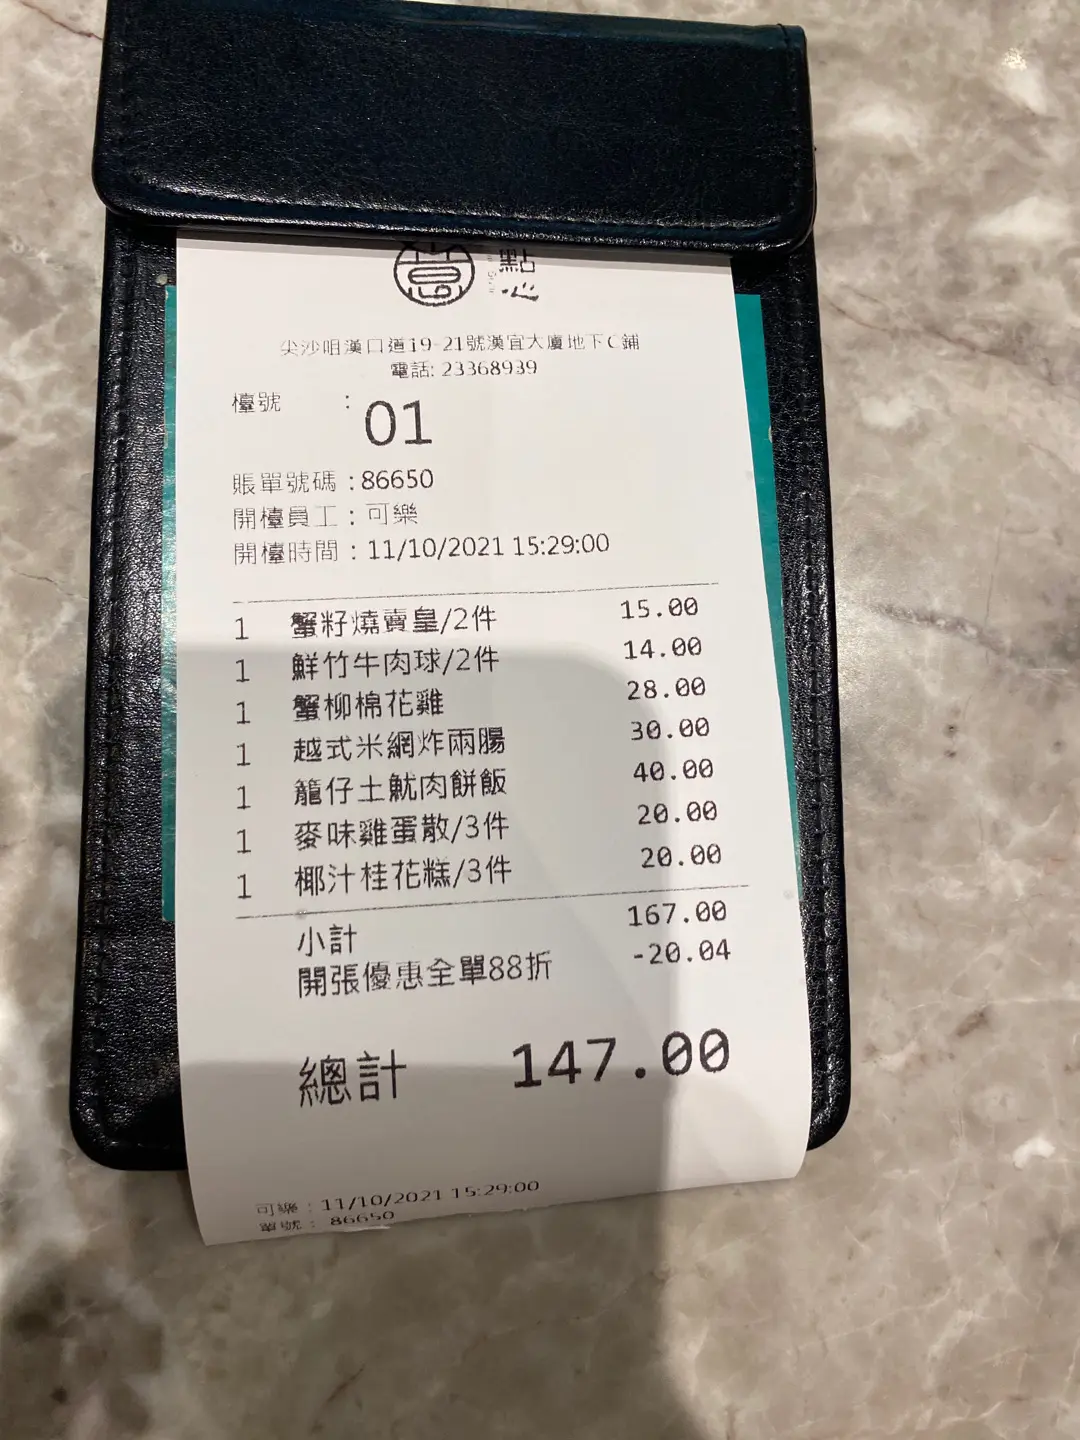 點
心
尖沙咀漢口道19-21號漢宜大廈地下C鋪
電話: 23368939
檯號 : 01
賬單號碼 : 86650
開檯員工 : 可樂
開檯時間 : 11/10/2021 15:29:00
1 蟹籽燒賣皇/2件 15.00
1 鮮竹牛肉球/2件 14.00
1 蟹柳棉花雞 28.00
1 越式米網炸兩腸 30.00
1 籠仔土魷肉餅飯 40.00
1 麥味雞蛋散/3件 20.00
1 椰汁桂花糕/3件 20.00
小計 167.00
開張優惠全單88折 -20.04
總計 147.00
可樂 : 11/10/2021 15:29:00
單號 : 86650